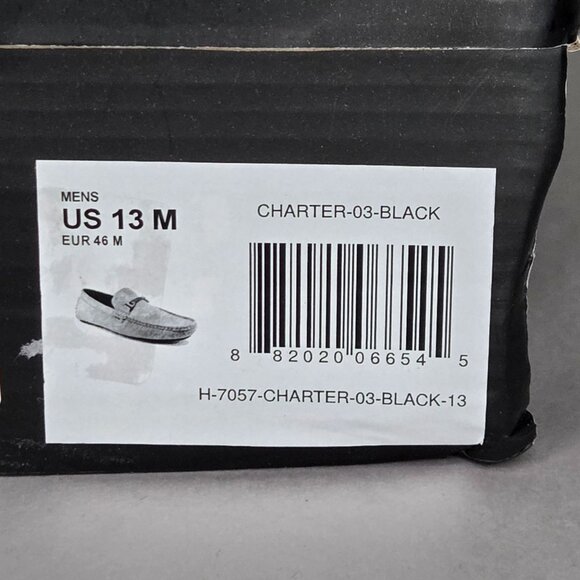 MENS
US 13 M
EUR 46 M
CHARTER-03-BLACK
8 82020 06654 5
H-7057-CHARTER-03-BLACK-13